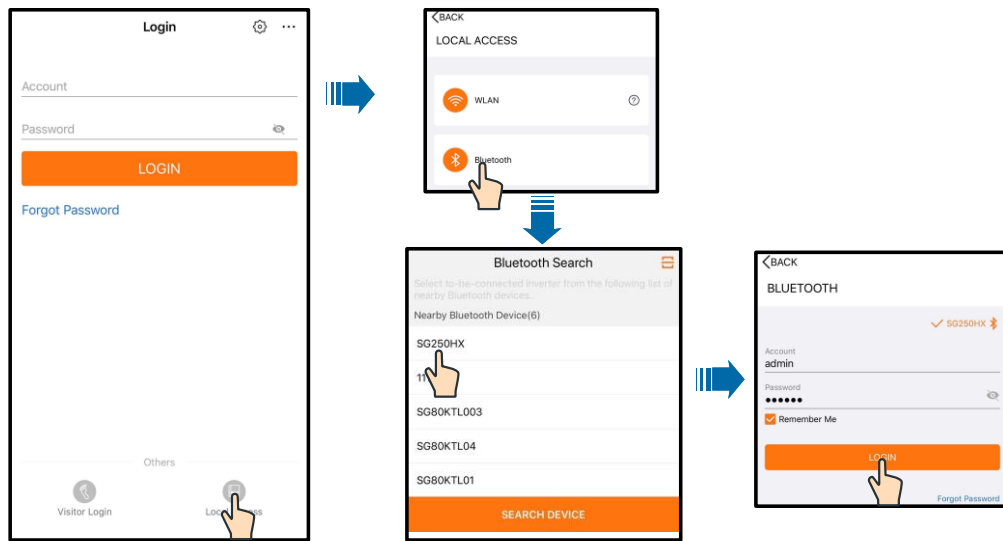 Login
Account
Password
LOGIN
Forgot Password
Others
Visitor Login
BACK
LOCAL ACCESS
WLAN
Bluetooth
Bluetooth Search
Select to-be-connected inverter from the following list of
nearby Bluetooth devices.
Nearby Bluetooth Device(6)
SG250HX
SG80KTL003
SG80KTL04
SG80KTL01
SEARCH DEVICE
BACK
BLUETOOTH
SG250HX
Account
admin
Password
••••••
Remember Me
LOGIN
Forgot Password